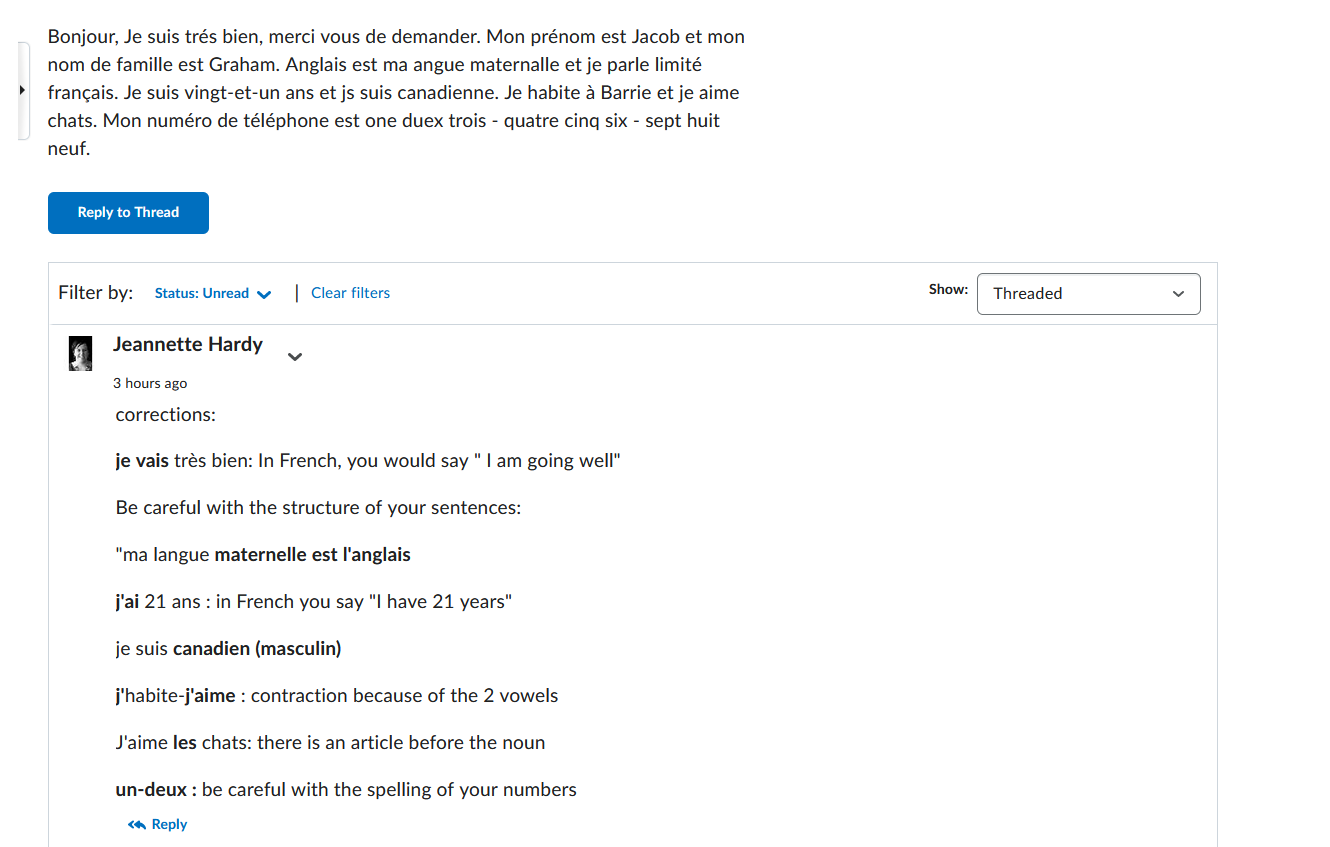 Bonjour, Je suis trés bien, merci vous de demander. Mon prénom est Jacob et mon
nom de famille est Graham. Anglais est ma angue maternalle et je parle limité
français. Je suis vingt-et-un ans et js suis canadienne. Je habite à Barrie et je aime
chats. Mon numéro de téléphone est one duex trois - quatre cinq six - sept huit
neuf.
Reply to Thread
Filter by: Status: Unread | Clear filters Show: Threaded
Jeannette Hardy
3 hours ago
corrections:
je vais très bien: In French, you would say " I am going well"
Be careful with the structure of your sentences:
"ma langue maternelle est l'anglais
j'ai 21 ans : in French you say "I have 21 years"
je suis canadien (masculin)
j'habite-j'aime : contraction because of the 2 vowels
J'aime les chats: there is an article before the noun
un-deux : be careful with the spelling of your numbers
Reply